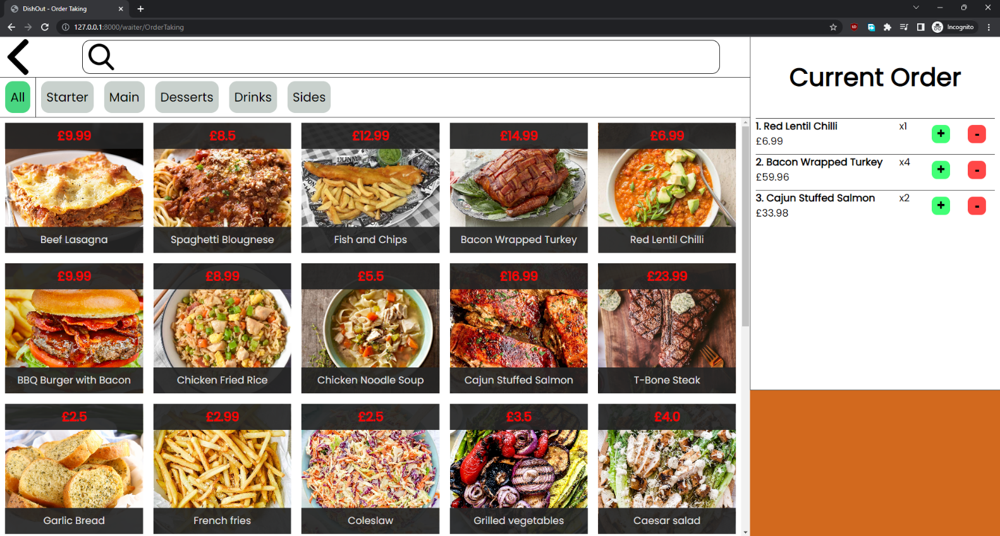 DishOut - Order Taking
127.0.0.1:8000/waiter/OrderTaking
Incognito
Current Order
All
Starter
Main
Desserts
Drinks
Sides
1. Red Lentil Chilli x1 + -
£6.99
2. Bacon Wrapped Turkey x4 + -
£59.96
3. Cajun Stuffed Salmon x2 + -
£33.98
£9.99
Beef Lasagna
£8.5
Spaghetti Blougnese
£12.99
Fish and Chips
£14.99
Bacon Wrapped Turkey
£6.99
Red Lentil Chilli
£9.99
BBQ Burger with Bacon
£8.99
Chicken Fried Rice
£5.5
Chicken Noodle Soup
£16.99
Cajun Stuffed Salmon
£23.99
T-Bone Steak
£2.5
Garlic Bread
£2.99
French fries
£2.5
Coleslaw
£3.5
Grilled vegetables
£4.0
Caesar salad